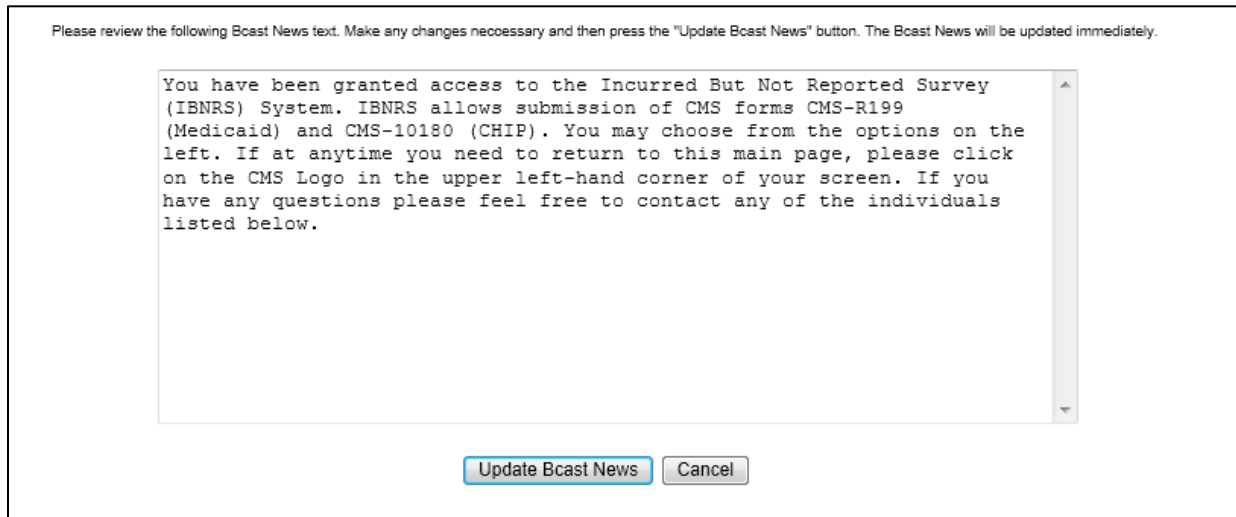 Please review the following Bcast News text. Make any changes neccessary and then press the "Update Bcast News" button. The Bcast News will be updated immediately.
You have been granted access to the Incurred But Not Reported Survey
(IBNRS) System. IBNRS allows submission of CMS forms CMS-R199
(Medicaid) and CMS-10180 (CHIP). You may choose from the options on the
left. If at anytime you need to return to this main page, please click
on the CMS Logo in the upper left-hand corner of your screen. If you
have any questions please feel free to contact any of the individuals
listed below.
Update Bcast News Cancel